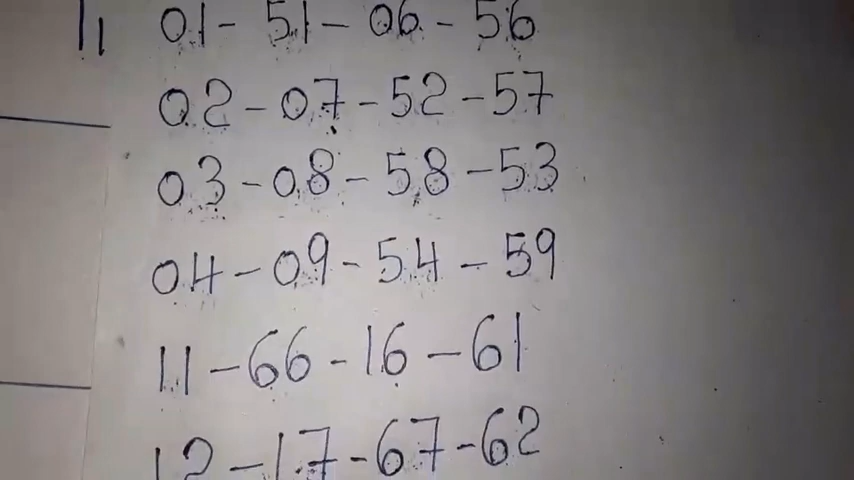 11 01 - 51 - 06 - 56
02 - 07 - 52 - 57
03 - 08 - 58 - 53
04 - 09 - 54 - 59
11 - 66 - 16 - 61
12 - 17 - 67 - 62